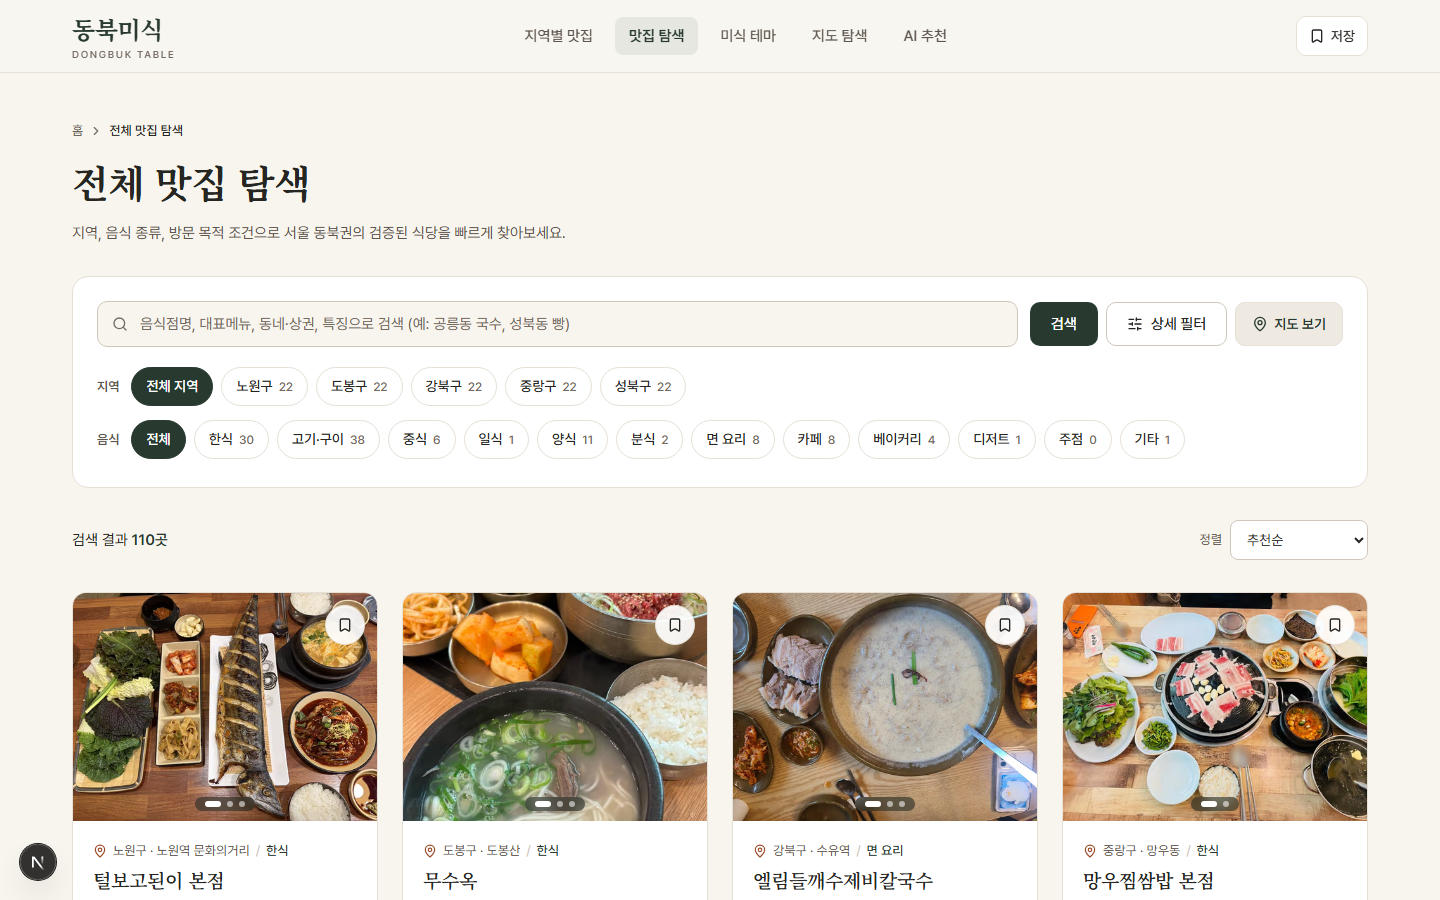 동북미식
DONGBUK TABLE
지역별 맛집
맛집 탐색
미식 테마
지도 탐색
AI 추천
저장
홈 > 전체 맛집 탐색
전체 맛집 탐색
지역, 음식 종류, 방문 목적 조건으로 서울 동북권의 검증된 식당을 빠르게 찾아보세요.
음식점명, 대표메뉴, 동네·상권, 특징으로 검색 (예: 공릉동 국수, 성북동 빵)
검색
상세 필터
지도 보기
지역 전체 지역 노원구 22 도봉구 22 강북구 22 중랑구 22 성북구 22
음식 전체 한식 30 고기·구이 38 중식 6 일식 1 양식 11 분식 2 면 요리 8 카페 8 베이커리 4 디저트 1 주점 0 기타 1
검색 결과 110곳
정렬 추천순
노원구 · 노원역 문화의거리 / 한식
털보고된이 본점
도봉구 · 도봉산 / 한식
무수옥
강북구 · 수유역 / 면 요리
엘림들깨수제비칼국수
중랑구 · 망우동 / 한식
망우찜쌈밥 본점
N